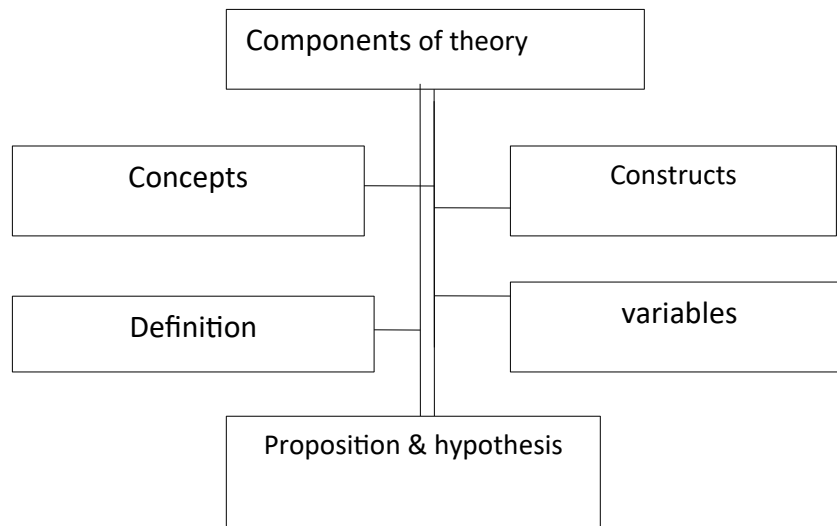 Components of theory
Concepts
Constructs
Definition
variables
Proposition & hypothesis